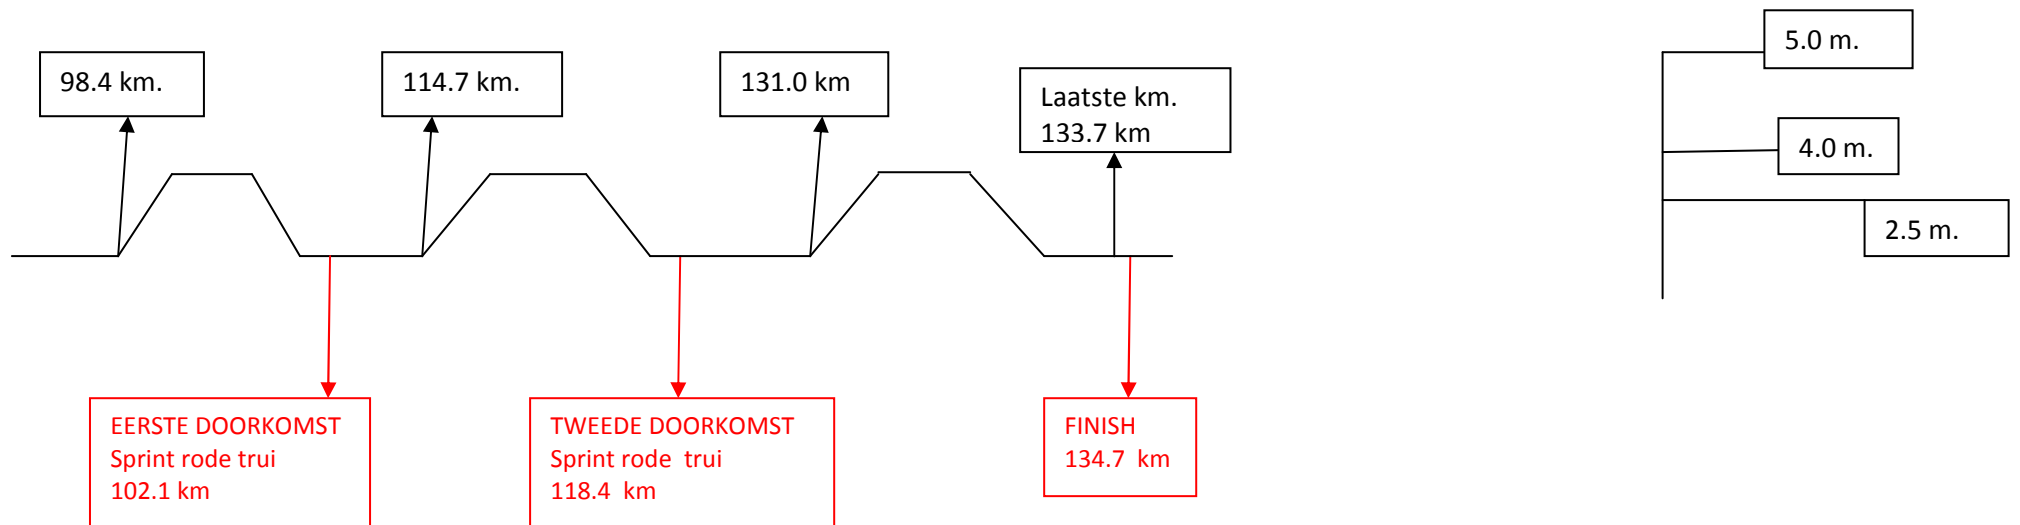 98.4 km.
114.7 km.
131.0 km
Laatste km.
133.7 km
5.0 m.
4.0 m.
2.5 m.
EERSTE DOORKOMST
Sprint rode trui
102.1 km
TWEEDE DOORKOMST
Sprint rode  trui
118.4  km
FINISH
134.7  km